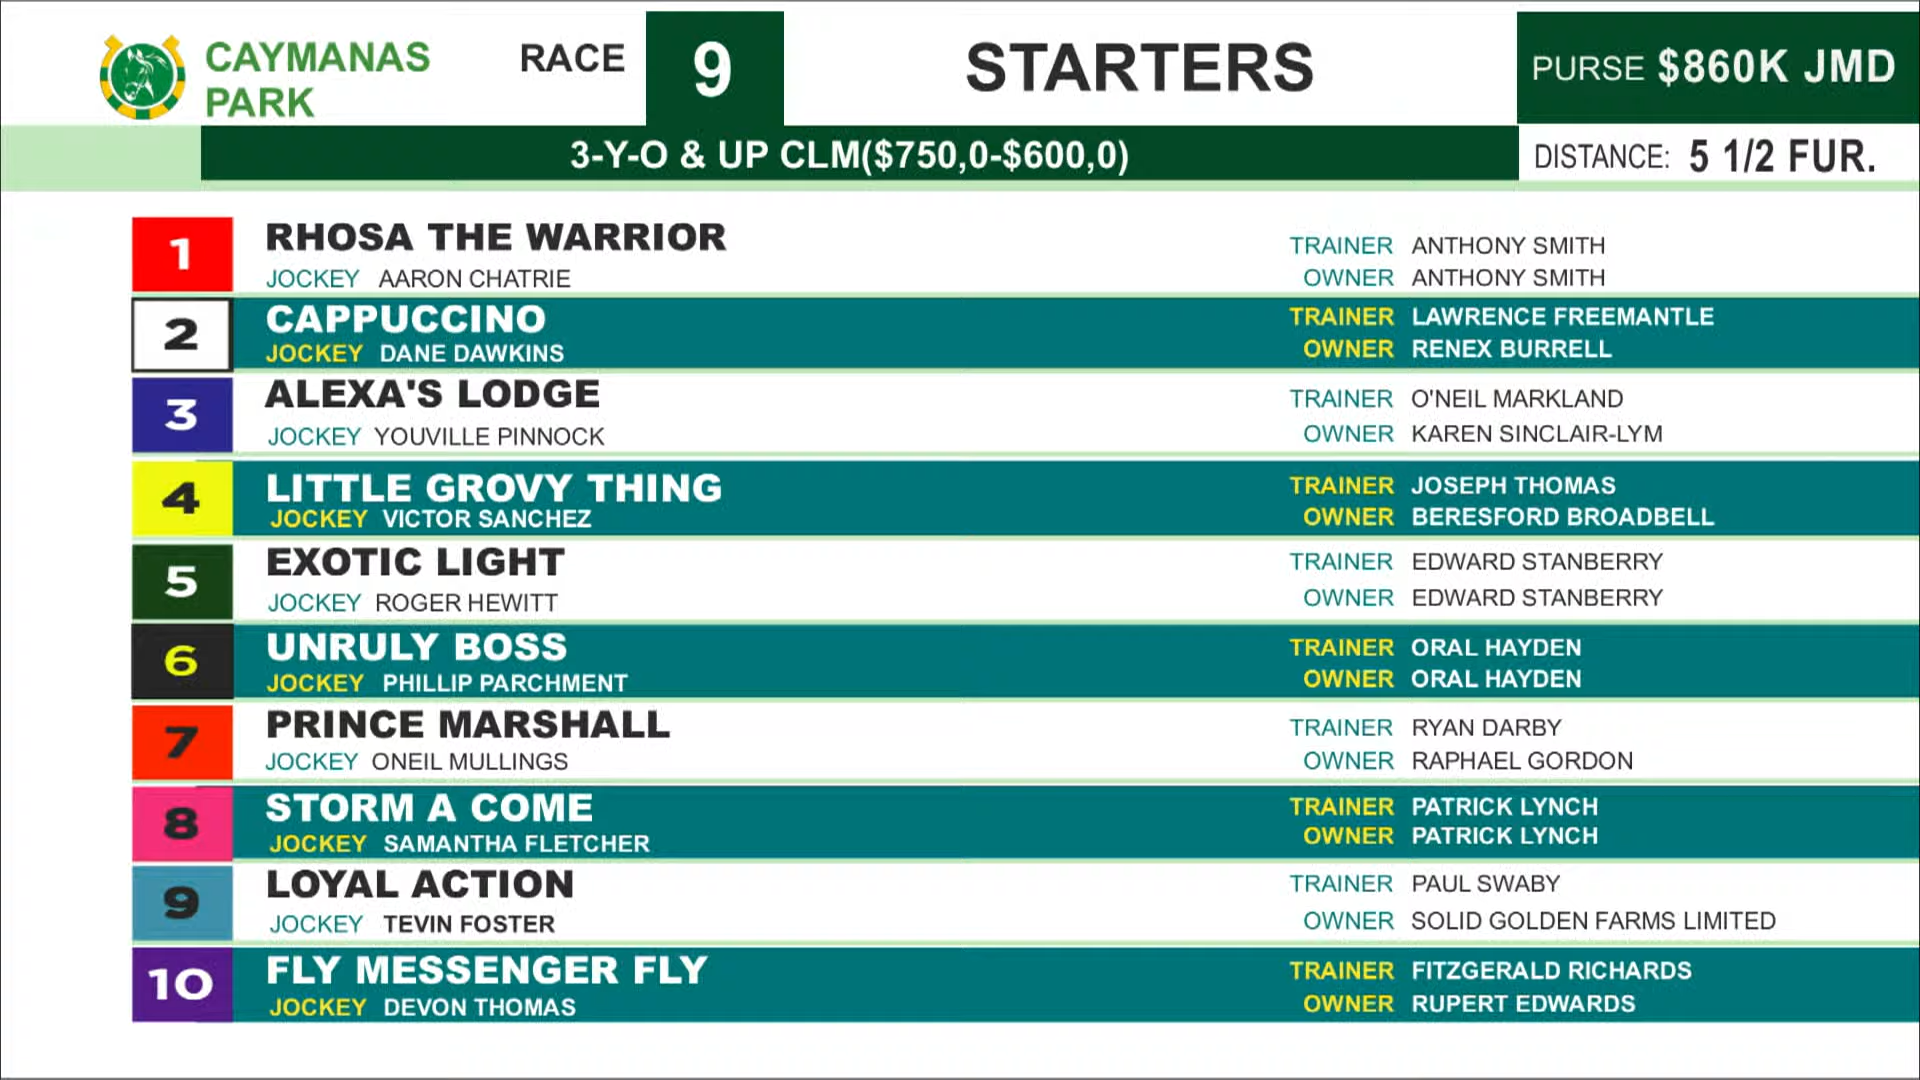 CAYMANAS
PARK
RACE 9 STARTERS PURSE $860K JMD
3-Y-O & UP CLM($750,0-$600,0) DISTANCE: 5 1/2 FUR.
1 RHOSA THE WARRIOR
JOCKEY AARON CHATRIE
TRAINER ANTHONY SMITH
OWNER ANTHONY SMITH
2 CAPPUCCINO
JOCKEY DANE DAWKINS
TRAINER LAWRENCE FREEMANTLE
OWNER RENEX BURRELL
3 ALEXA'S LODGE
JOCKEY YOUVILLE PINNOCK
TRAINER O'NEIL MARKLAND
OWNER KAREN SINCLAIR-LYM
4 LITTLE GROVY THING
JOCKEY VICTOR SANCHEZ
TRAINER JOSEPH THOMAS
OWNER BERESFORD BROADBELL
5 EXOTIC LIGHT
JOCKEY ROGER HEWITT
TRAINER EDWARD STANBERRY
OWNER EDWARD STANBERRY
6 UNRULY BOSS
JOCKEY PHILLIP PARCHMENT
TRAINER ORAL HAYDEN
OWNER ORAL HAYDEN
7 PRINCE MARSHALL
JOCKEY ONEIL MULLINGS
TRAINER RYAN DARBY
OWNER RAPHAEL GORDON
8 STORM A COME
JOCKEY SAMANTHA FLETCHER
TRAINER PATRICK LYNCH
OWNER PATRICK LYNCH
9 LOYAL ACTION
JOCKEY TEVIN FOSTER
TRAINER PAUL SWABY
OWNER SOLID GOLDEN FARMS LIMITED
10 FLY MESSENGER FLY
JOCKEY DEVON THOMAS
TRAINER FITZGERALD RICHARDS
OWNER RUPERT EDWARDS